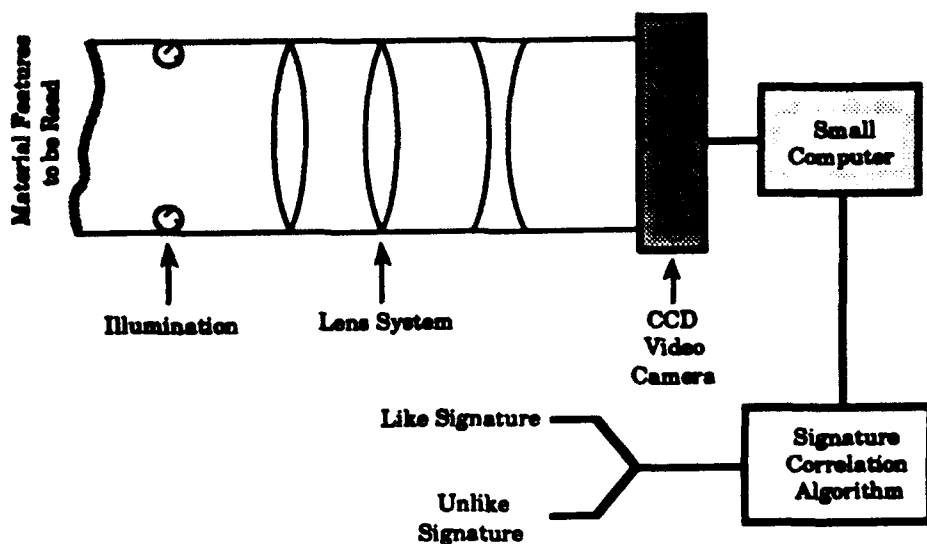 Material Features
to be Read
Small
Computer
Illumination
Lens System
CCD
Video
Camera
Like Signature
Signature
Correlation
Algorithm
Unlike
Signature